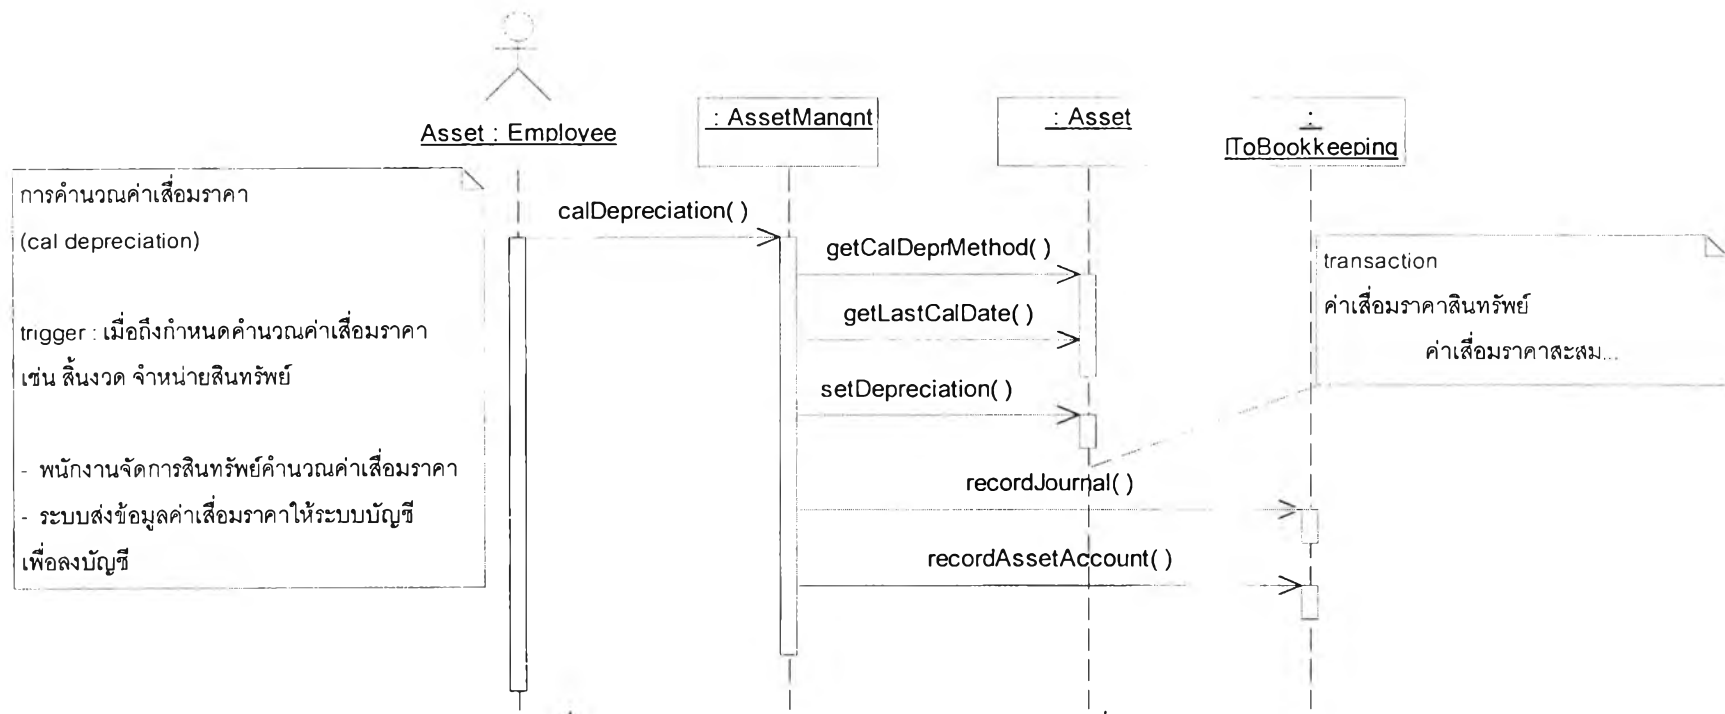 Asset : Employee
: AssetMangnt
: Asset
:
IToBookkeeping
การคำนวณค่าเสื่อมราคา
(cal depreciation)
trigger : เมื่อถึงกำหนดคำนวณค่าเสื่อมราคา
เช่น สิ้นงวด จำหน่ายสินทรัพย์
- พนักงานจัดการสินทรัพย์คำนวณค่าเสื่อมราคา
- ระบบส่งข้อมูลค่าเสื่อมราคาให้ระบบบัญชี
เพื่อลงบัญชี
calDepreciation( )
getCalDeprMethod( )
getLastCalDate( )
setDepreciation( )
recordJournal( )
recordAssetAccount( )
transaction
ค่าเสื่อมราคาสินทรัพย์
ค่าเสื่อมราคาสะสม...